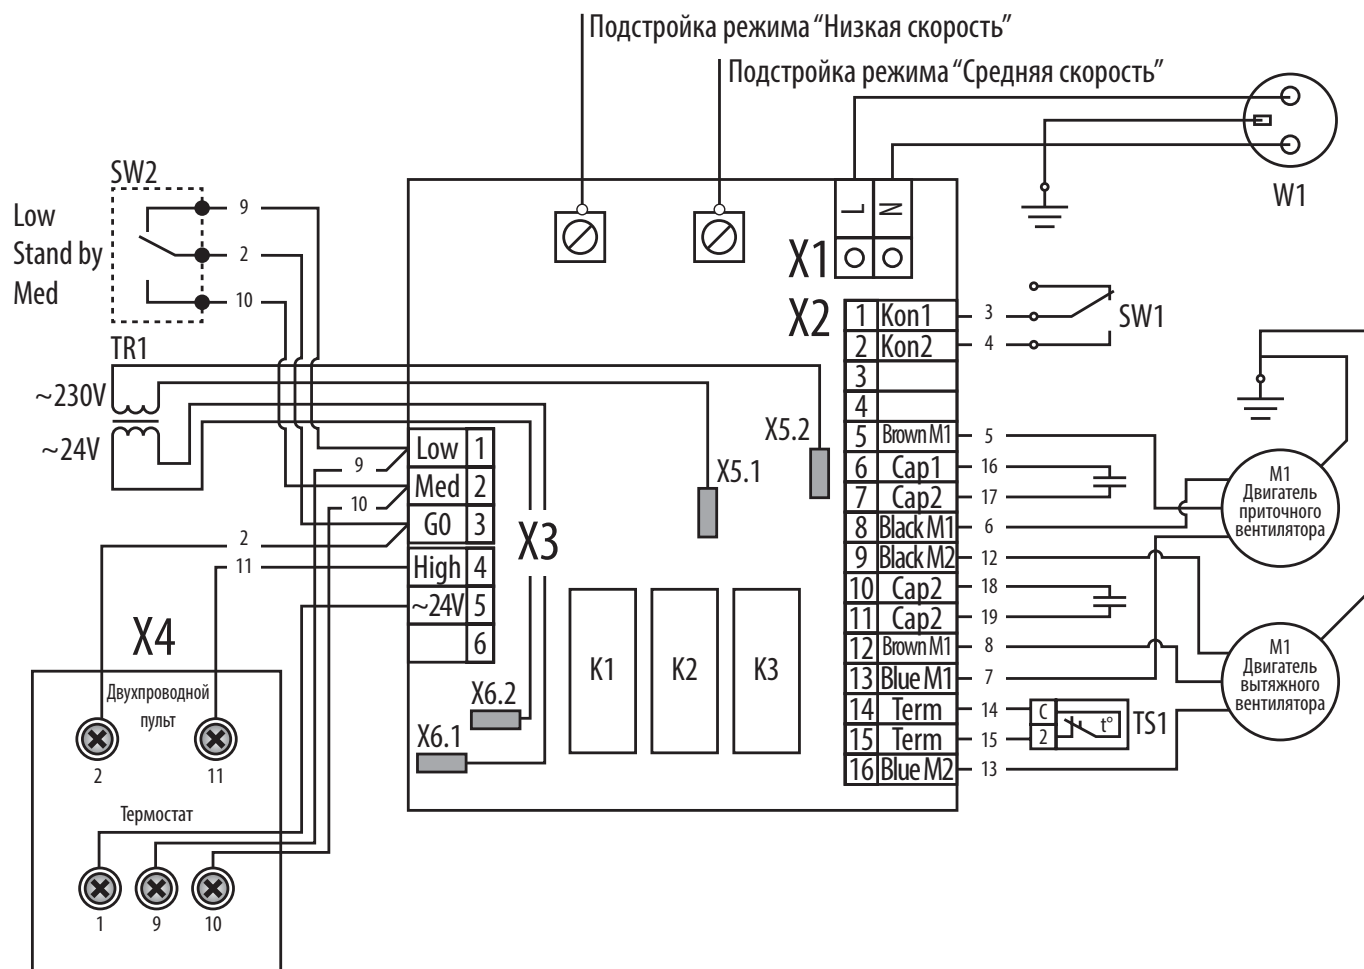 Подстройка режима “Низкая скорость”
Подстройка режима “Средняя скорость”
W1
SW2
Low
Stand by
Med
9
2
10
TR1
~230V
~24V
L
N
X1
X2
1 Kon1 3
2 Kon2 4
3
4
5 Brown M1 5
6 Cap1 16
7 Cap2 17
8 Black M1 6
9 Black M2 12
10 Cap2 18
11 Cap2 19
12 Brown M1 8
13 Blue M1 7
14 Term 14
15 Term 15
16 Blue M2 13
SW1
X5.2
X5.1
Low 1
Med 2
G0 3
High 4
~24V 5
6
9
10
2
11
X3
X6.2
X6.1
K1
K2
K3
M1
Двигатель
приточного
вентилятора
M1
Двигатель
вытяжного
вентилятора
C
2
t°
TS1
X4
Двухпроводной
пульт
2
11
Термостат
1
9
10